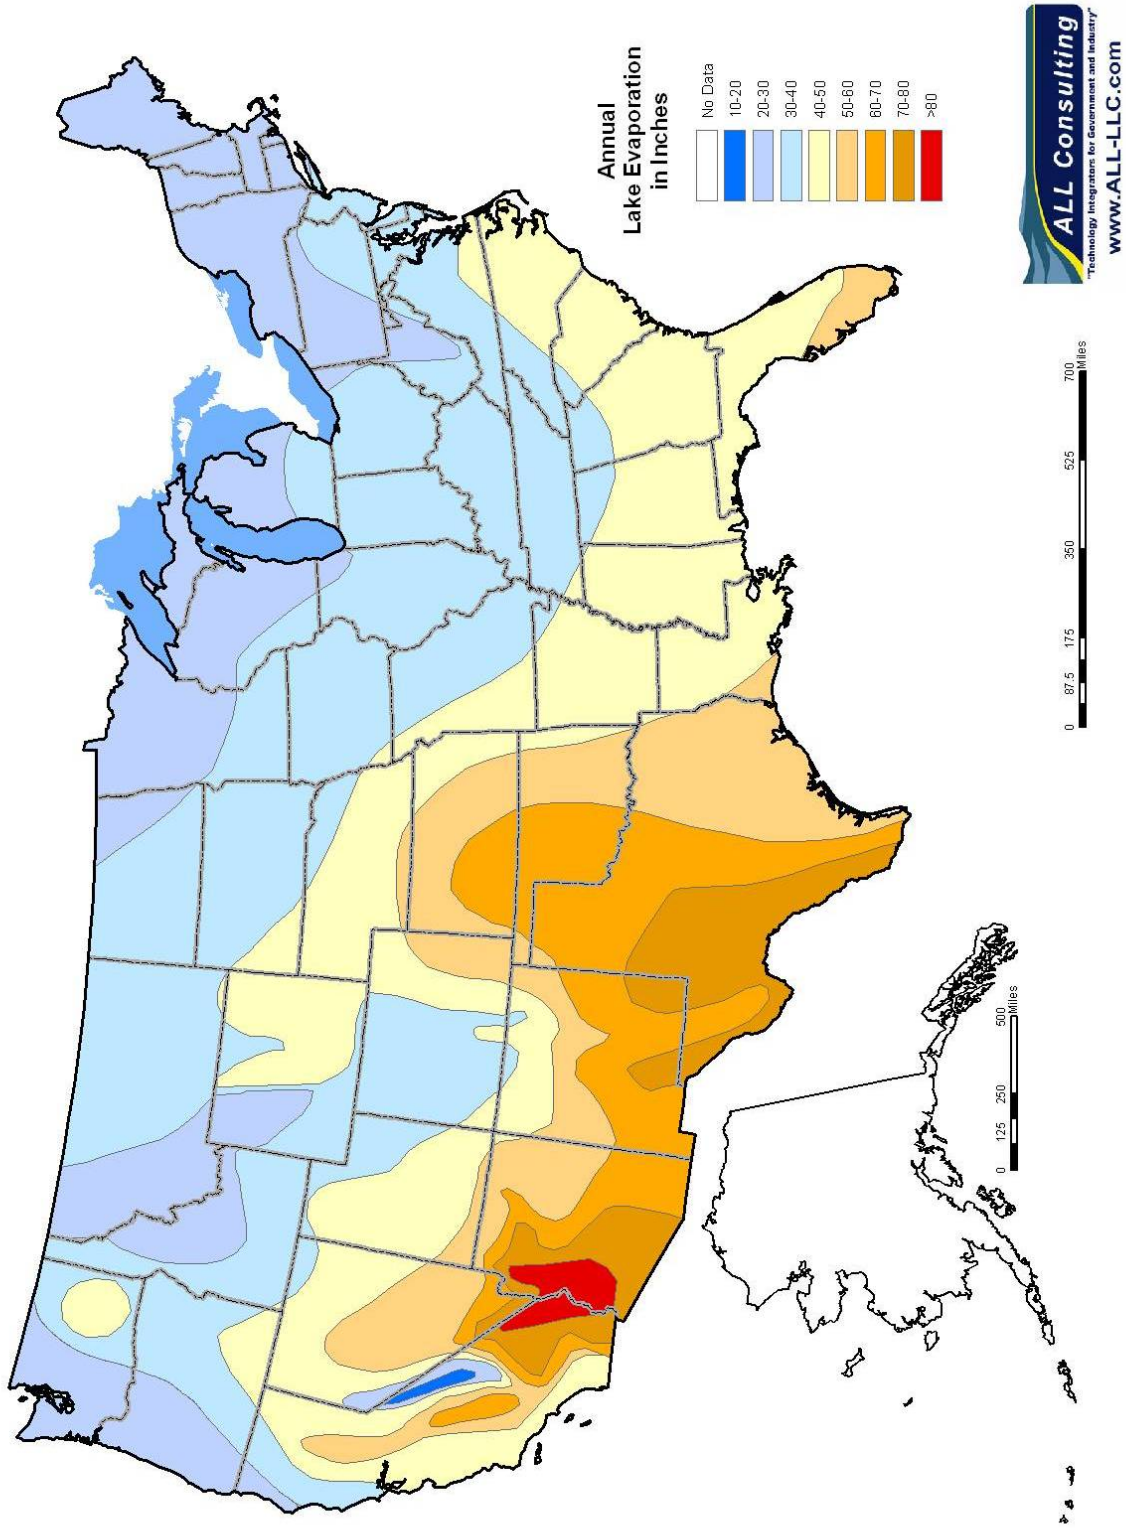 Annual
Lake Evaporation
in Inches
No Data
10-20
20-30
30-40
40-50
50-60
60-70
70-80
>80
ALL Consulting
"Technology Integrators for Government and Industry"
www.ALL-LLC.com
0 87.5 175 350 525 700
Miles
0 125 250 500
Miles